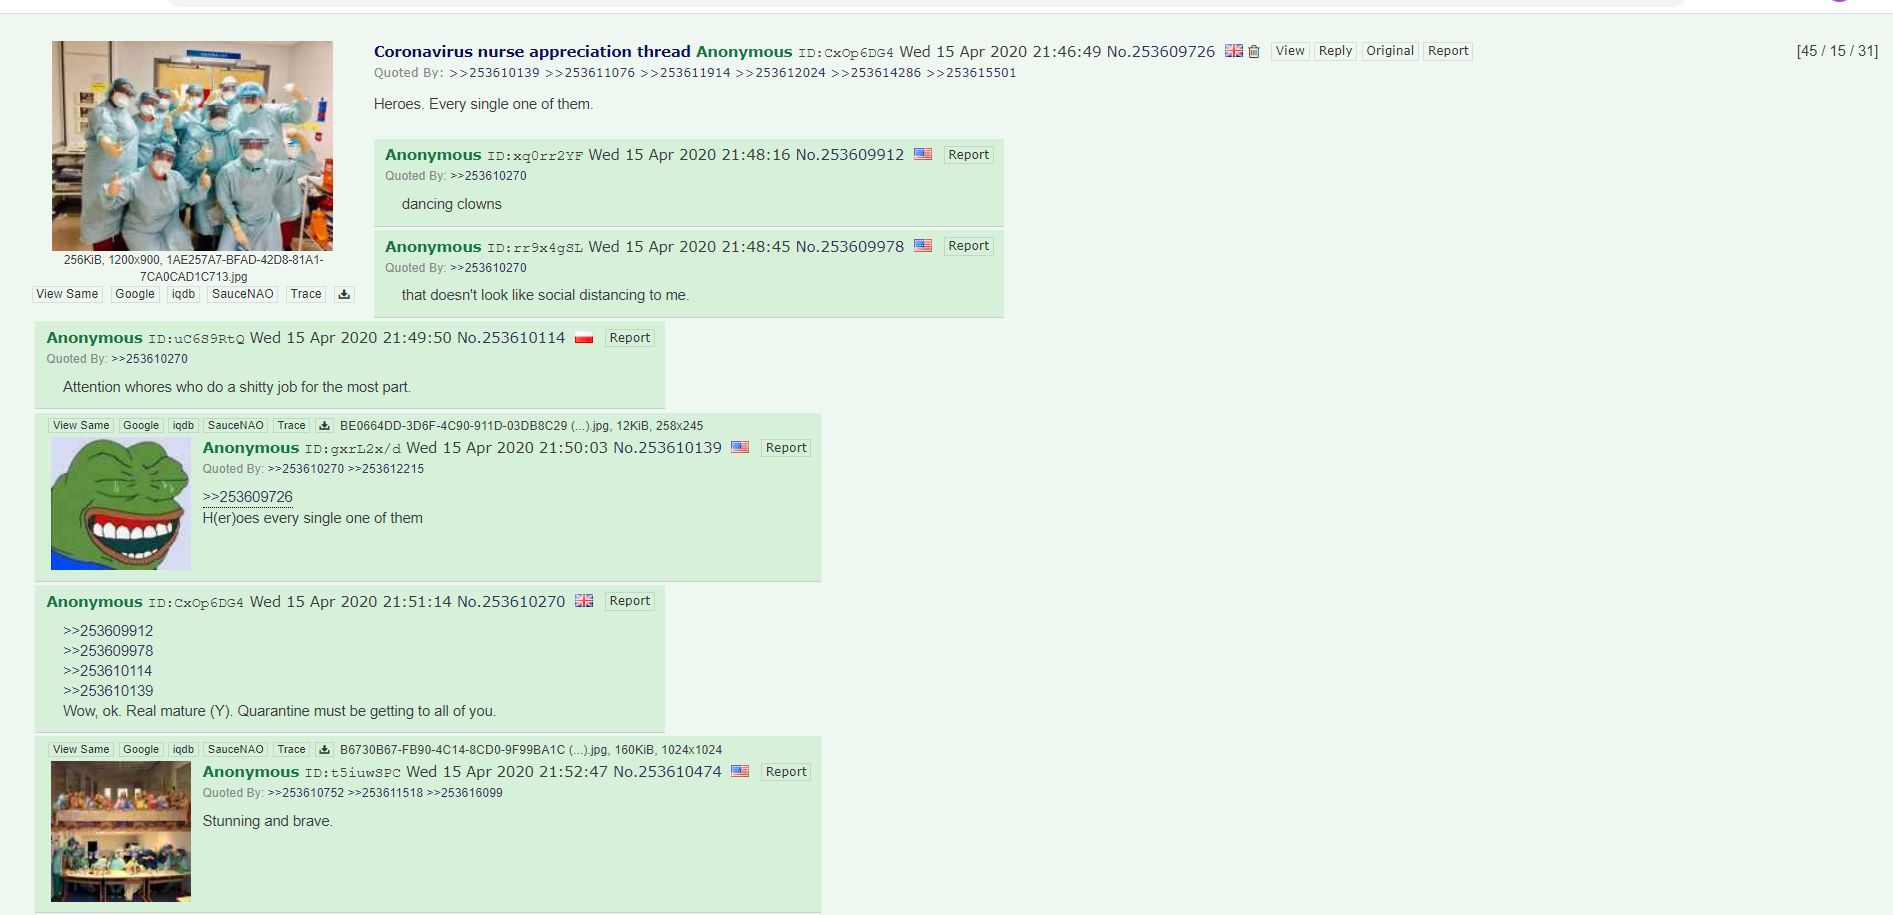 Coronavirus nurse appreciation thread Anonymous ID:CxOp6DG4 Wed 15 Apr 2020 21:46:49 No.253609726 View Reply Original Report [45 / 15 / 31]
Quoted By: >>253610139 >>253611076 >>253611914 >>253612024 >>253614286 >>253615501
Heroes. Every single one of them.
256KiB, 1200x900, 1AE257A7-BFAD-42D8-81A1-
7CA0CAD1C713.jpg
View Same Google iqdb SauceNAO Trace
Anonymous ID:xq0rr2YF Wed 15 Apr 2020 21:48:16 No.253609912 Report
Quoted By: >>253610270
dancing clowns
Anonymous ID:rr9x4gSL Wed 15 Apr 2020 21:48:45 No.253609978 Report
Quoted By: >>253610270
that doesn't look like social distancing to me.
Anonymous ID:uC6S9RtQ Wed 15 Apr 2020 21:49:50 No.253610114 Report
Quoted By: >>253610270
Attention whores who do a shitty job for the most part.
View Same Google iqdb SauceNAO Trace BE0664DD-3D6F-4C90-911D-03DB8C29 (...).jpg, 12KiB, 258x245
Anonymous ID:gxrL2x/d Wed 15 Apr 2020 21:50:03 No.253610139 Report
Quoted By: >>253610270 >>253612215
>>253609726
H(er)oes every single one of them
Anonymous ID:CxOp6DG4 Wed 15 Apr 2020 21:51:14 No.253610270 Report
>>253609912
>>253609978
>>253610114
>>253610139
Wow, ok. Real mature (Y). Quarantine must be getting to all of you.
View Same Google iqdb SauceNAO Trace B6730B67-FB90-4C14-8CD0-9F99BA1C (...).jpg, 160KiB, 1024x1024
Anonymous ID:t5iuwSPC Wed 15 Apr 2020 21:52:47 No.253610474 Report
Quoted By: >>253610752 >>253611518 >>253616099
Stunning and brave.